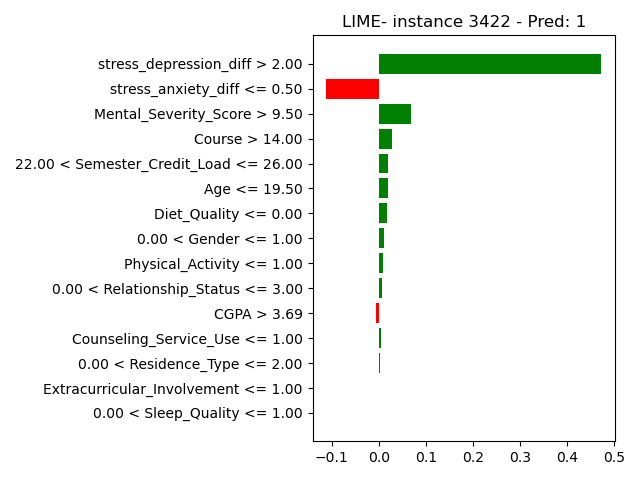 LIME- instance 3422 - Pred: 1
stress_depression_diff > 2.00
stress_anxiety_diff <= 0.50
Mental_Severity_Score > 9.50
Course > 14.00
22.00 < Semester_Credit_Load <= 26.00
Age <= 19.50
Diet_Quality <= 0.00
0.00 < Gender <= 1.00
Physical_Activity <= 1.00
0.00 < Relationship_Status <= 3.00
CGPA > 3.69
Counseling_Service_Use <= 1.00
0.00 < Residence_Type <= 2.00
Extracurricular_Involvement <= 1.00
0.00 < Sleep_Quality <= 1.00
−0.1 0.0 0.1 0.2 0.3 0.4 0.5